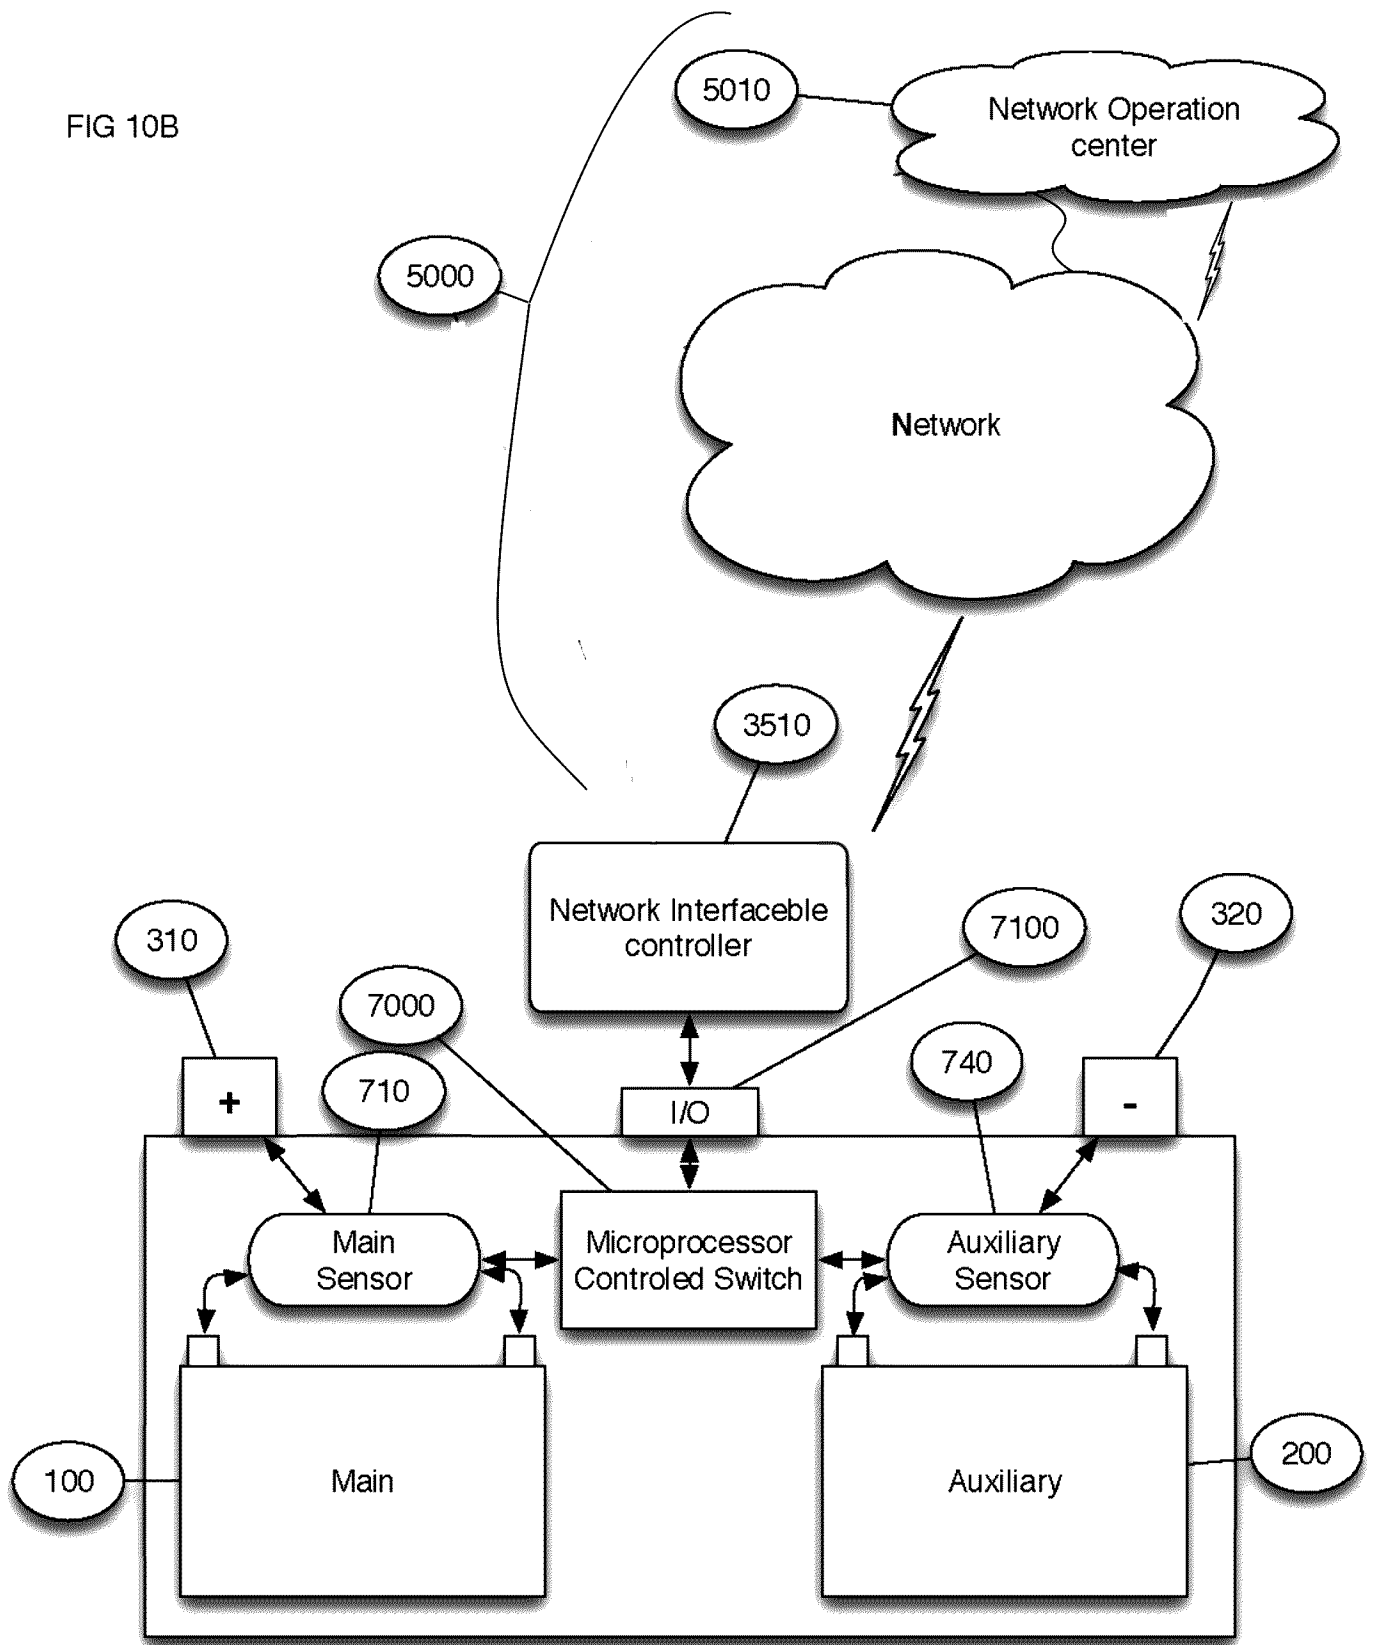 FIG 10B
5010
Network Operation
center
5000
Network
3510
Network Interfaceble
controller
310
7000
7100
320
710
740
+
I/O
-
Main
Sensor
Microprocessor
Controled Switch
Auxiliary
Sensor
100
Main
Auxiliary
200